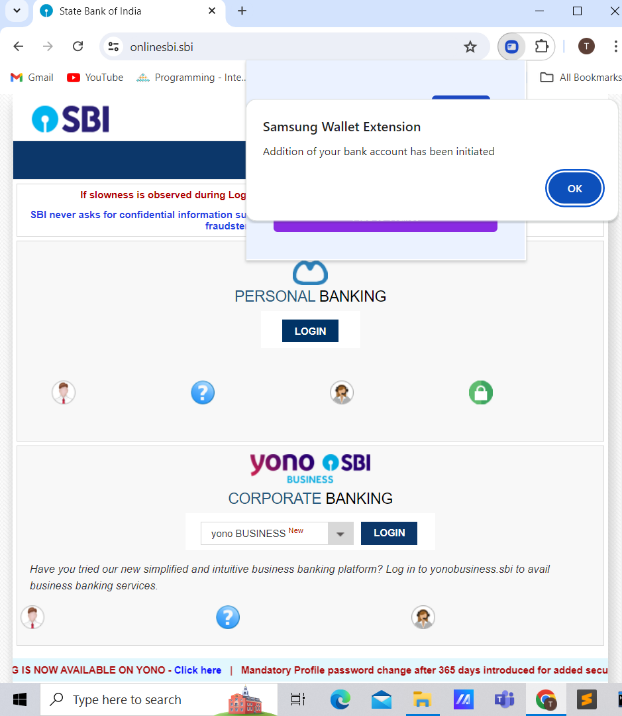 State Bank of India
onlinesbi.sbi
T
Gmail
YouTube
Programming - Inte...
All Bookmarks
SBI
Samsung Wallet Extension
Addition of your bank account has been initiated
OK
If slowness is observed during Log
SBI never asks for confidential information su
fraudste
PERSONAL BANKING
LOGIN
?
yono SBI
BUSINESS
CORPORATE BANKING
yono BUSINESS New
LOGIN
Have you tried our new simplified and intuitive business banking platform? Log in to yonobusiness.sbi to avail
business banking services.
?
G IS NOW AVAILABLE ON YONO - Click here | Mandatory Profile password change after 365 days introduced for added secu
Type here to search
T